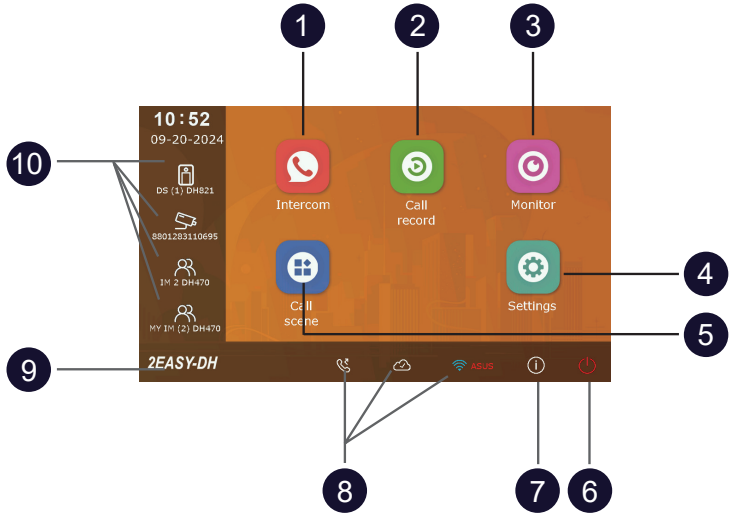 1
2
3
10:52
09-20-2024
10
DS (1) DH821
Intercom
Call
record
Monitor
8801283110695
IM 2 DH470
4
Call
scene
Settings
5
MY IM (2) DH470
9
2EASY-DH
ASUS
8
7
6